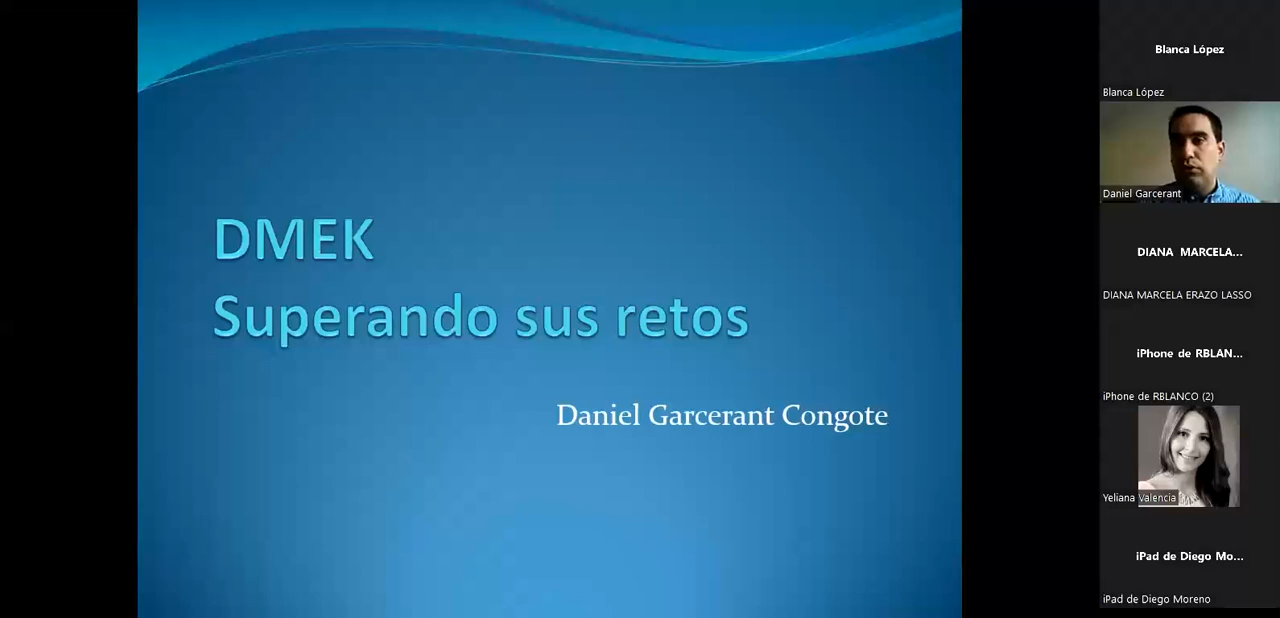 DMEK
Superando sus retos
Daniel Garcerant Congote
Blanca López
Blanca López
Daniel Garcerant
DIANA MARCELA...
DIANA MARCELA ERAZO LASSO
iPhone de RBLAN...
iPhone de RBLANCO (2)
Yeliana Valencia
iPad de Diego Mo...
iPad de Diego Moreno